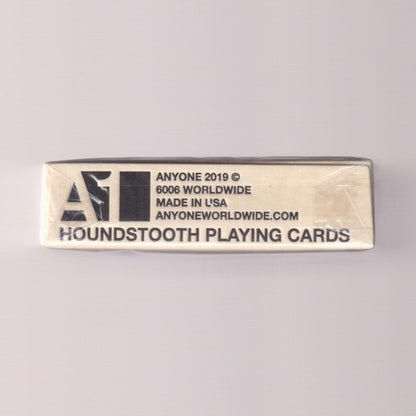 A1
ANYONE 2019 ©
6006 WORLDWIDE
MADE IN USA
ANYONEWORLDWIDE.COM
HOUNDSTOOTH PLAYING CARDS